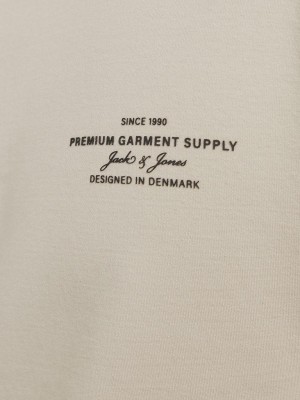 SINCE 1990
PREMIUM GARMENT SUPPLY
Jack & Jones
DESIGNED IN DENMARK